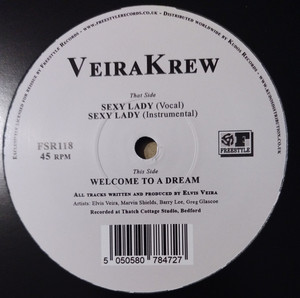 WWW.FREESTYLERECORDS.CO.UK - DISTRIBUTED WORLDWIDE BY KUDOS RECORDS
VEIRAKREW
That Side
SEXY LADY (Vocal)
SEXY LADY (Instrumental)
FSR118
45 RPM
F
FREESTYLE
This Side
WELCOME TO A DREAM
ALL TRACKS WRITTEN AND PRODUCED BY ELVIS VEIRA
Artists: Elvis Veira, Marvin Shields, Barry Lee, Greg Glascoe
Recorded at Thatch Cottage Studio, Bedford
5 050580 784727